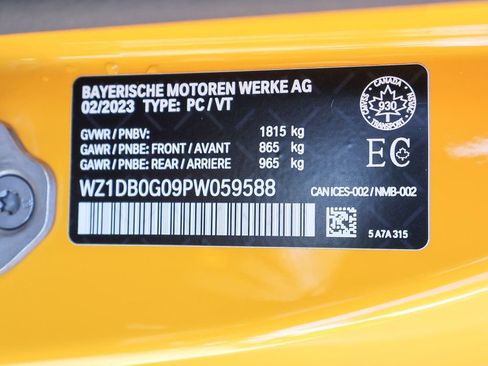 BAYERISCHE MOTOREN WERKE AG
02/2023 TYPE: PC/VT
GVWR/PNBV: 1815 kg
GAWR/PNBE: FRONT/AVANT 865 kg
GAWR/PNBE: REAR/ARRIERE 965 kg
WZ1DB0G09PW059588
CANADA
930
TRANSPORT
EC
CAN ICES-002/NMB-002
5 A7A 315